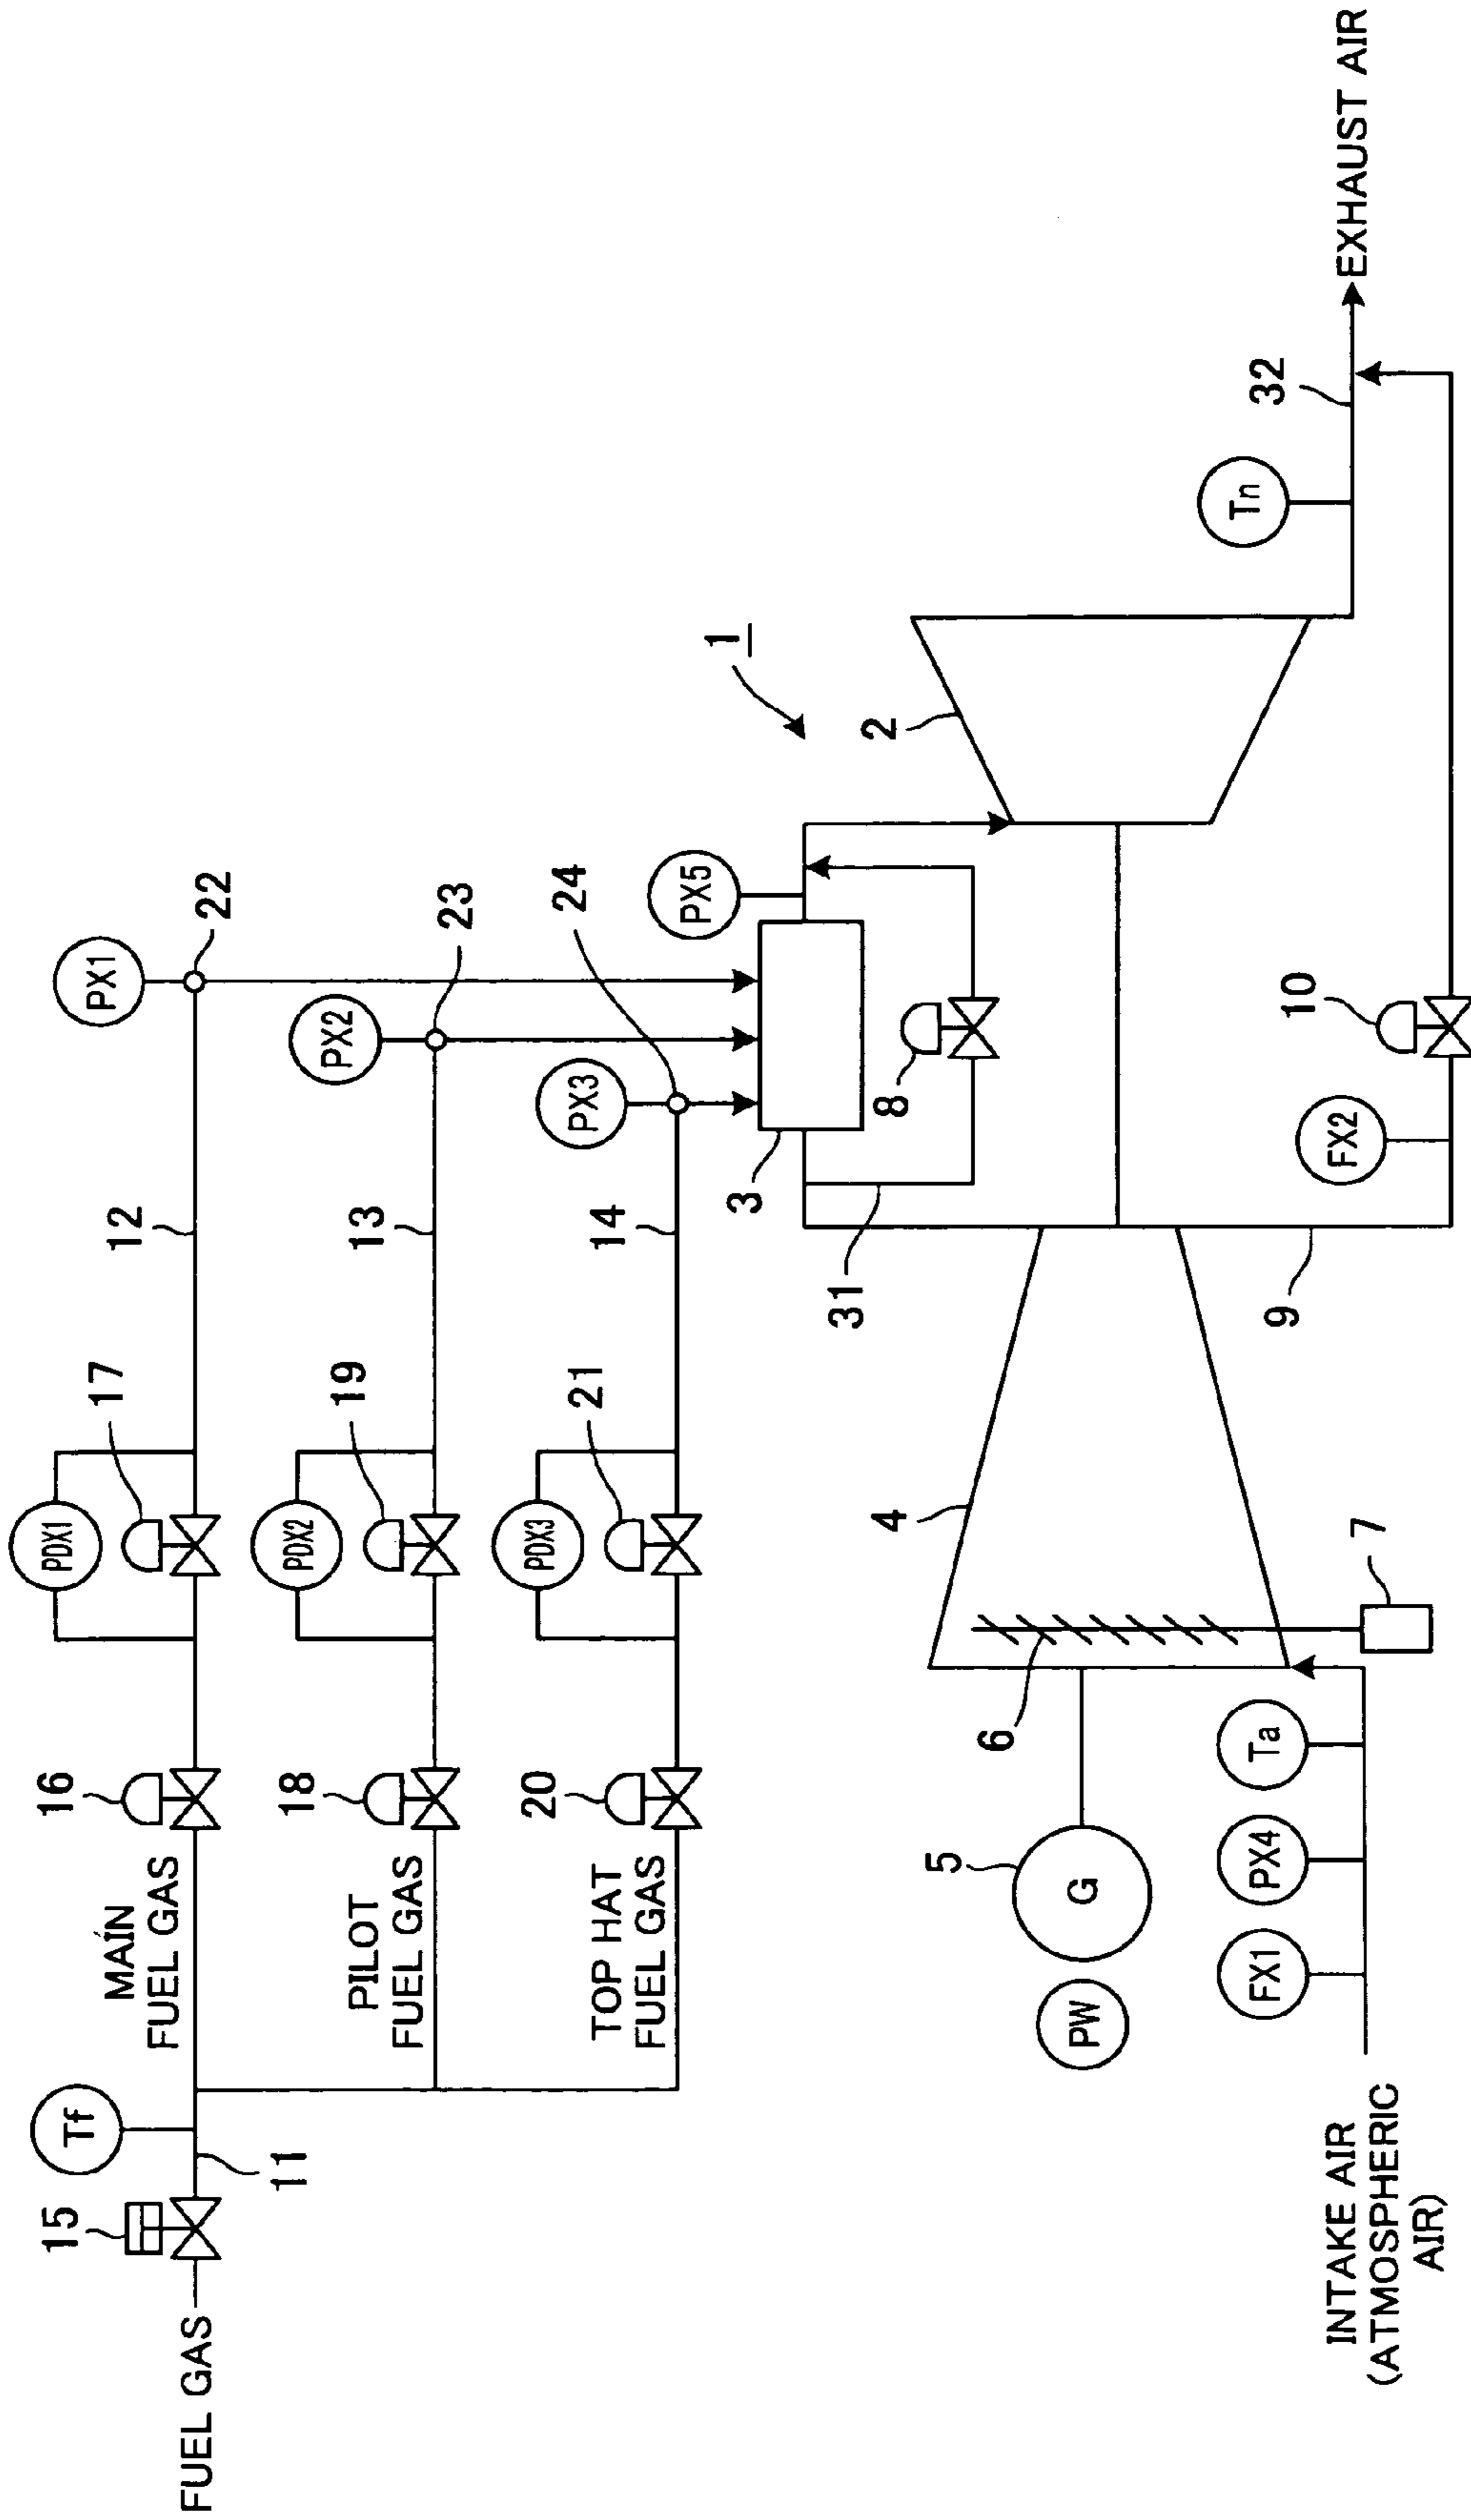 FUEL GAS
15
Tf
11
MAIN
FUEL GAS
16
PDX1
17
12
PX1
22
PILOT
FUEL GAS
18
PDX2
19
13
PX2
23
TOP HAT
FUEL GAS
20
PDX3
21
14
PX3
24
3
PX5
31
8
1
2
4
5
G
PW
6
7
INTAKE AIR
(ATMOSPHERIC
AIR)
FX1
PX4
Ta
9
FX2
10
Tn
32
EXHAUST AIR